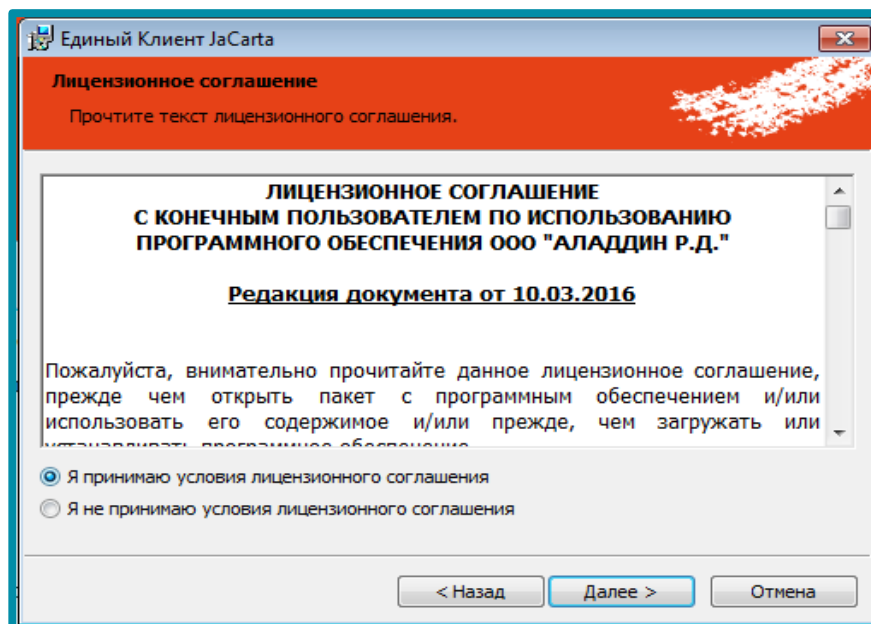 Единый Клиент JaCarta
Лицензионное соглашение
Прочтите текст лицензионного соглашения.
ЛИЦЕНЗИОННОЕ СОГЛАШЕНИЕ
С КОНЕЧНЫМ ПОЛЬЗОВАТЕЛЕМ ПО ИСПОЛЬЗОВАНИЮ
ПРОГРАММНОГО ОБЕСПЕЧЕНИЯ ООО "АЛАДДИН Р.Д."
Редакция документа от 10.03.2016
Пожалуйста, внимательно прочитайте данное лицензионное соглашение,
прежде чем открыть пакет с программным обеспечением и/или
использовать его содержимое и/или прежде, чем загружать или
устанавливать программное обеспечение
Я принимаю условия лицензионного соглашения
Я не принимаю условия лицензионного соглашения
< Назад
Далее >
Отмена